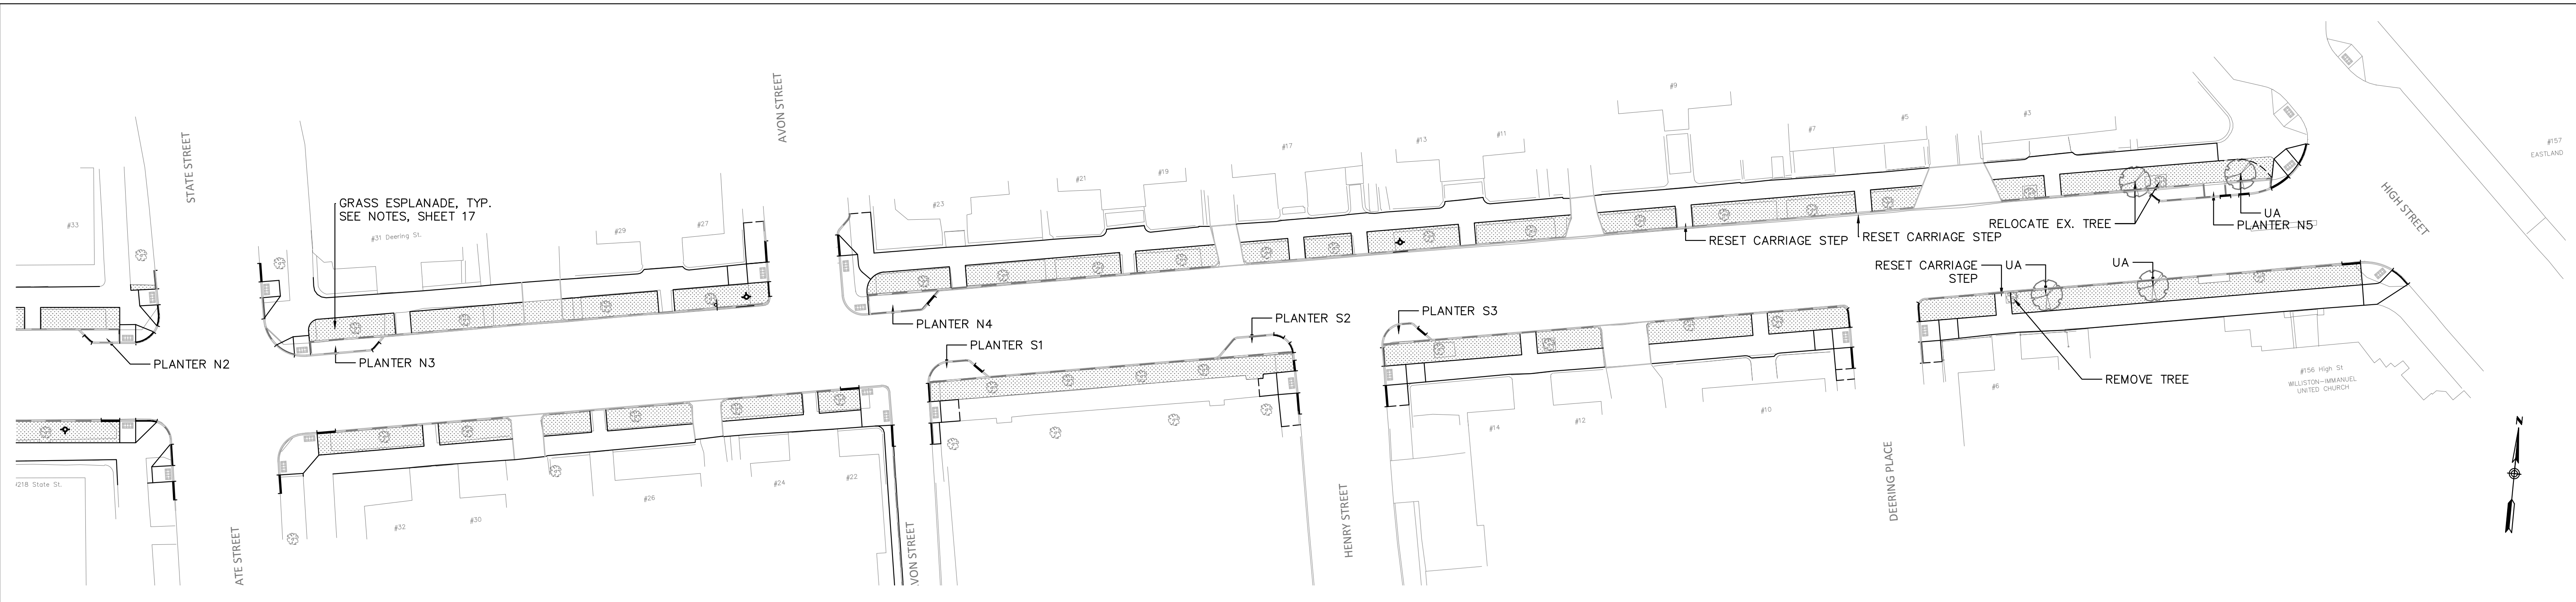 STATE STREET
AVON STREET
#33
GRASS ESPLANADE, TYP.
SEE NOTES, SHEET 17
#31 Deering St.
#29
#27
#23
#21
#19
#17
#13
#11
#9
#7
#5
#3
#157
EASTLAND
HIGH STREET
RESET CARRIAGE STEP
RESET CARRIAGE STEP
RELOCATE EX. TREE
UA
PLANTER N5
PLANTER N2
PLANTER N3
PLANTER N4
PLANTER S1
PLANTER S2
PLANTER S3
RESET CARRIAGE
STEP
UA
UA
REMOVE TREE
#218 State St.
#32
#30
#26
#24
#22
#14
#12
#10
#6
#156 High St
WILLISTON-IMMANUEL
UNITED CHURCH
ATE STREET
AVON STREET
HENRY STREET
DEERING PLACE
N